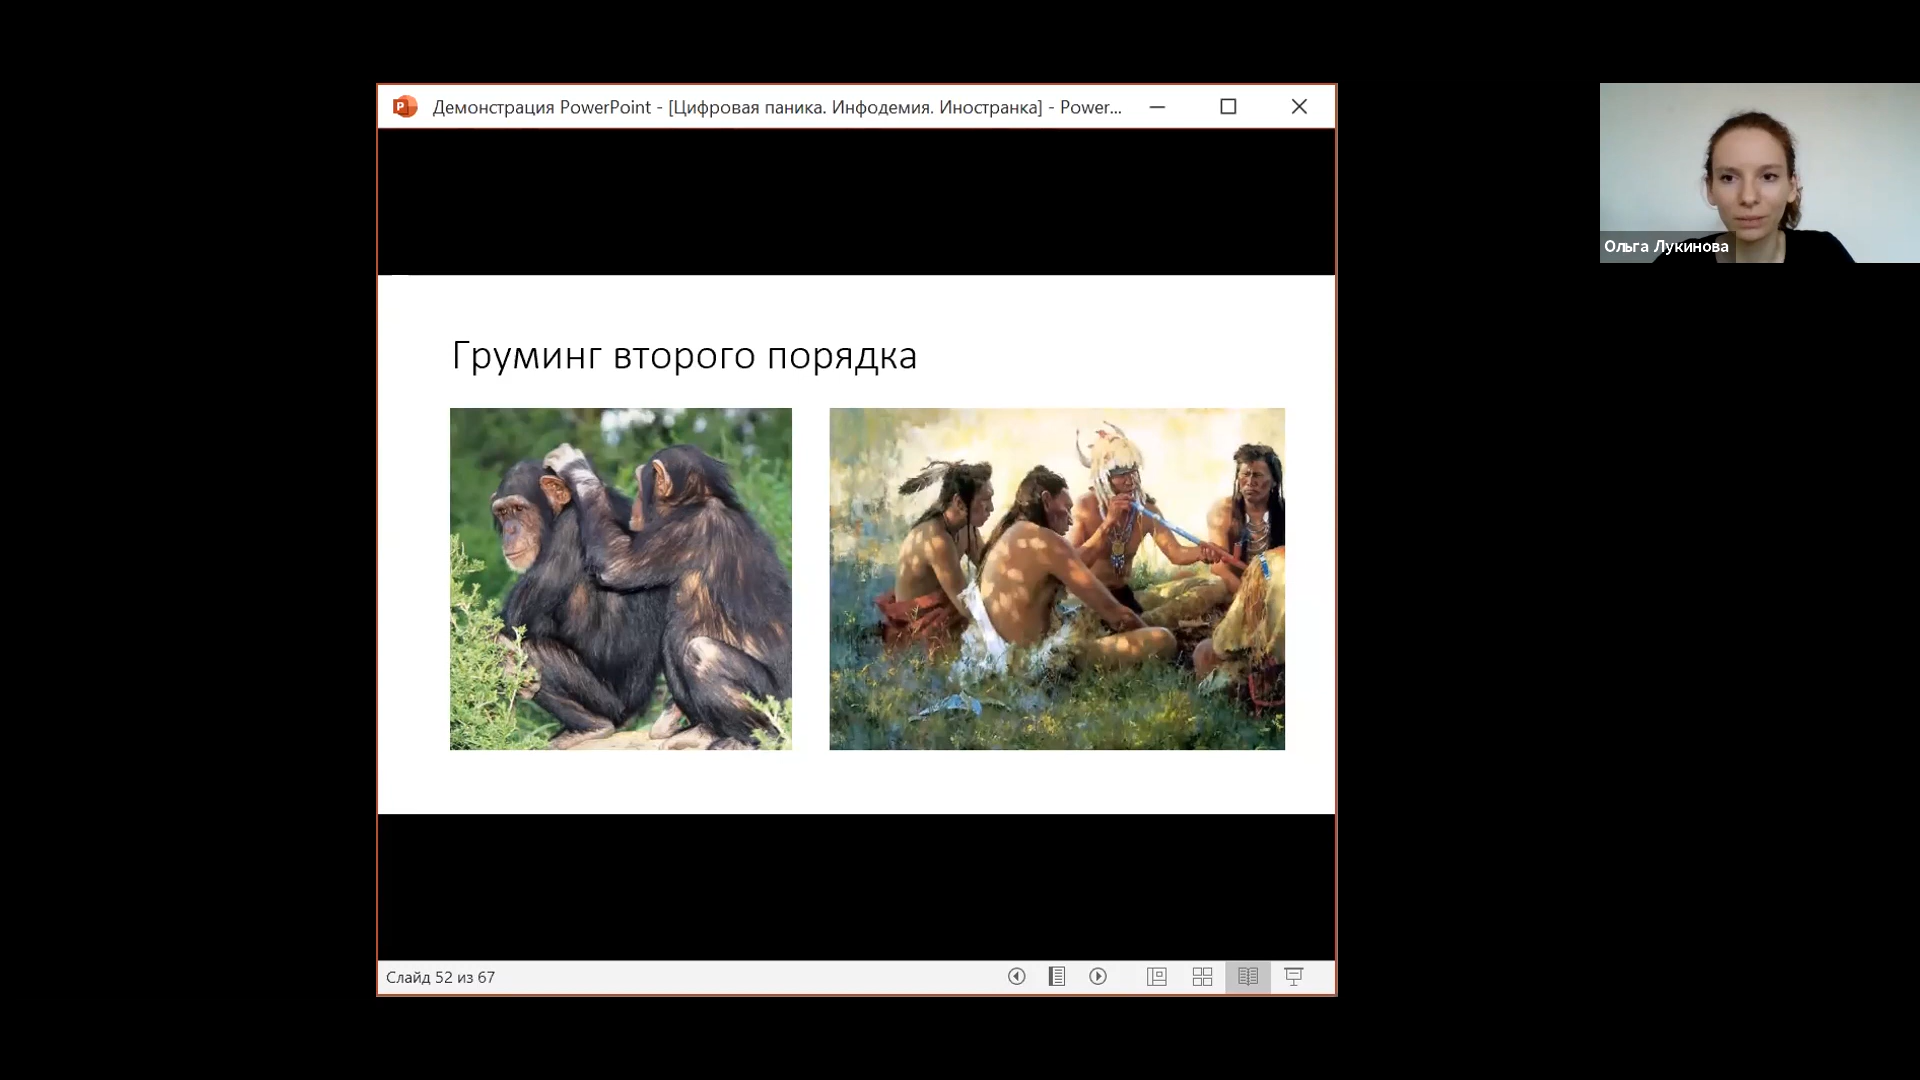 Демонстрация PowerPoint - [Цифровая паника. Инфодемия. Иностранка] - Power...
Ольга Лукинова
Груминг второго порядка
Слайд 52 из 67